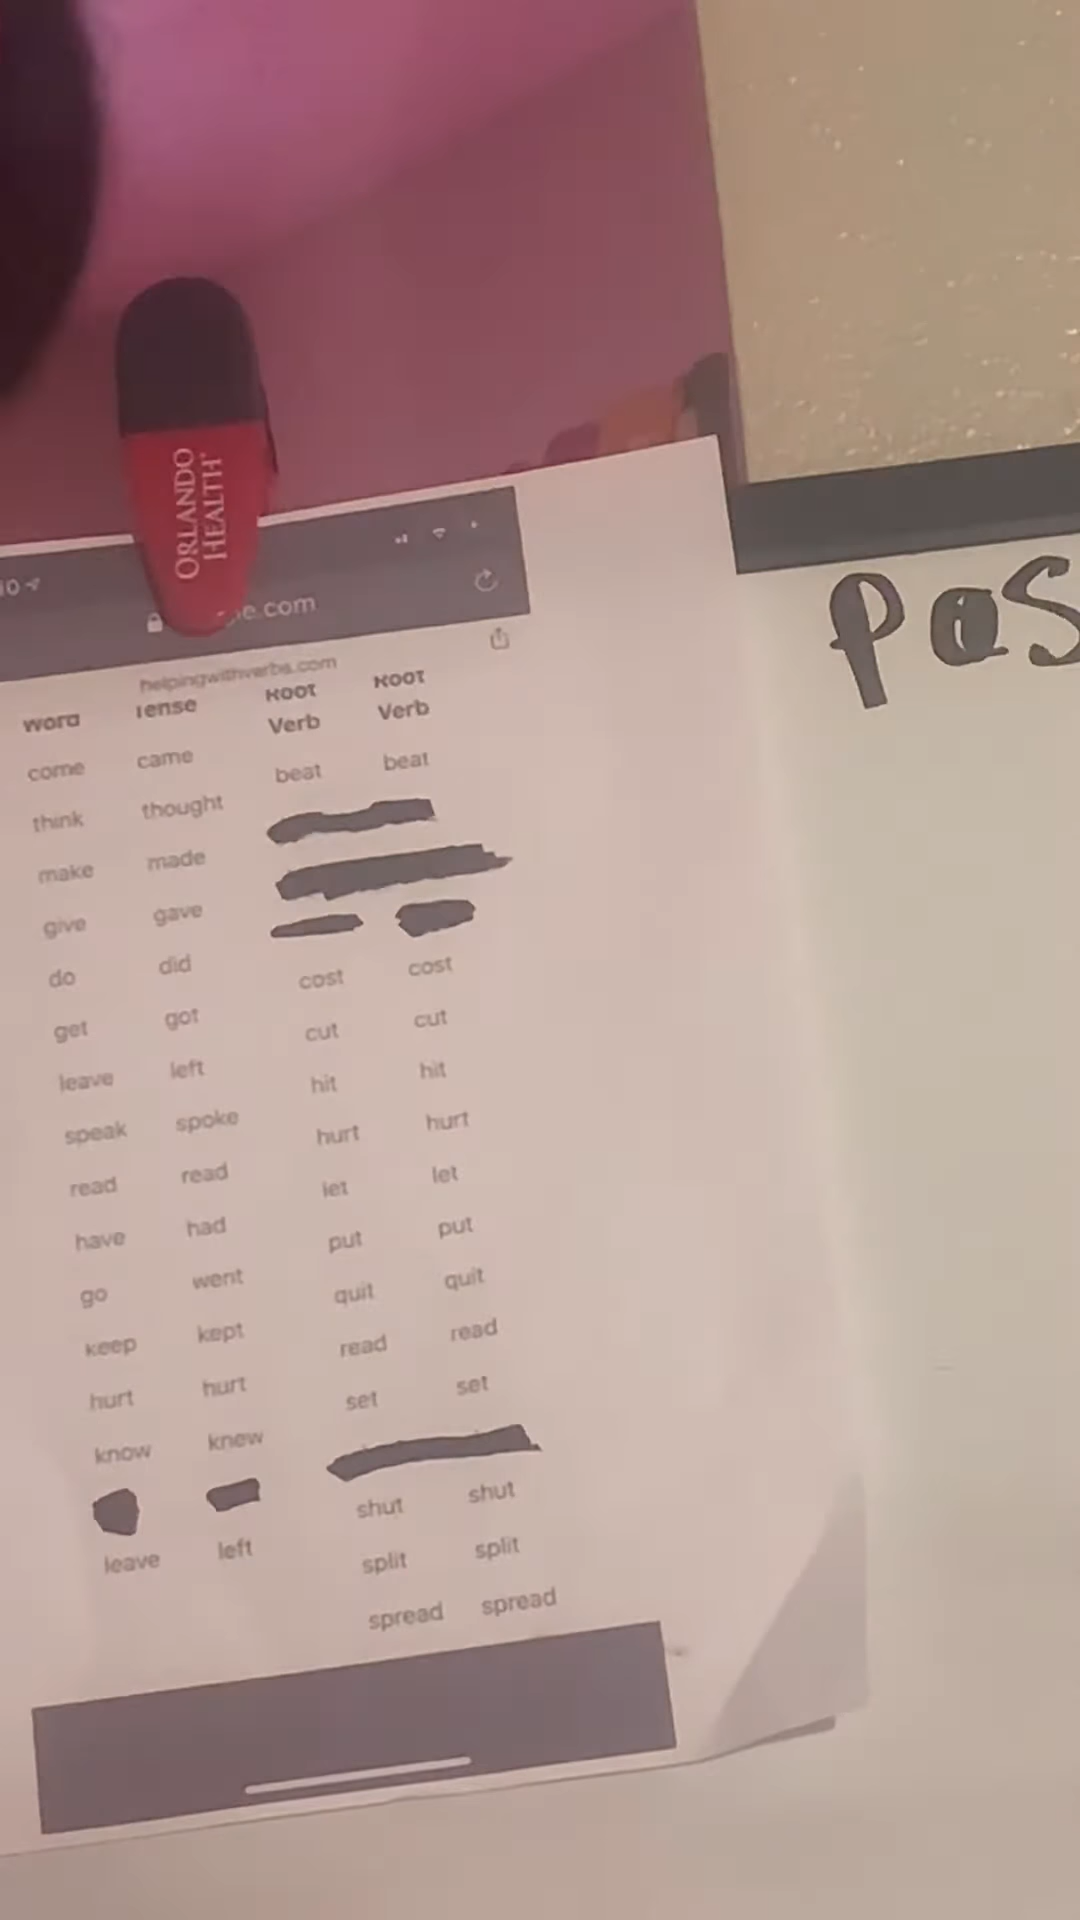 ORLANDO
HEALTH
helpingwithverbs.com
word Tense Root Verb Root Verb
come came beat beat
think thought
make made
give gave
do did cost cost
get got cut cut
leave left hit hit
speak spoke hurt hurt
read read let let
have had put put
go went quit quit
keep kept read read
hurt hurt set set
know knew
shut shut
leave left split split
spread spread
Pas